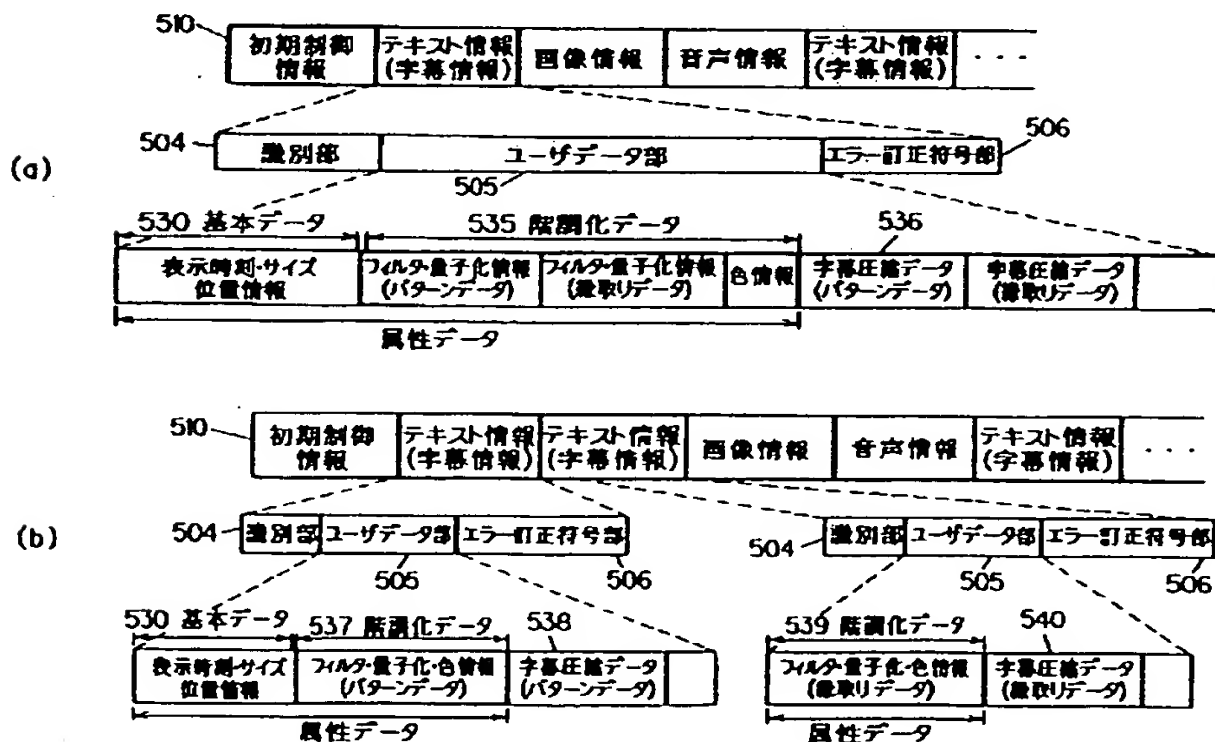 510
初期制御
情報
テキスト情報
(字幕情報)
画像情報
音声情報
テキスト情報
(字幕情報)
・・・
(a)
504
識別部
ユーザデータ部
エラー訂正符号部
506
505
530 基本データ
535 階調化データ
536
表示時刻・サイズ
位置情報
フィルタ・量子化情報
(パターンデータ)
フィルタ・量子化情報
(縁取りデータ)
色情報
字幕圧縮データ
(パターンデータ)
字幕圧縮データ
(縁取りデータ)
属性データ
(b)
510
初期制御
情報
テキスト情報
(字幕情報)
テキスト情報
(字幕情報)
画像情報
音声情報
テキスト情報
(字幕情報)
・・・
504
識別部
ユーザデータ部
エラー訂正符号部
505
506
504
識別部
ユーザデータ部
エラー訂正符号部
505
506
530 基本データ
537 階調化データ
538
表示時刻・サイズ
位置情報
フィルタ・量子化・色情報
(パターンデータ)
字幕圧縮データ
(パターンデータ)
属性データ
539 階調化データ
540
フィルタ・量子化・色情報
(縁取りデータ)
字幕圧縮データ
(縁取りデータ)
属性データ